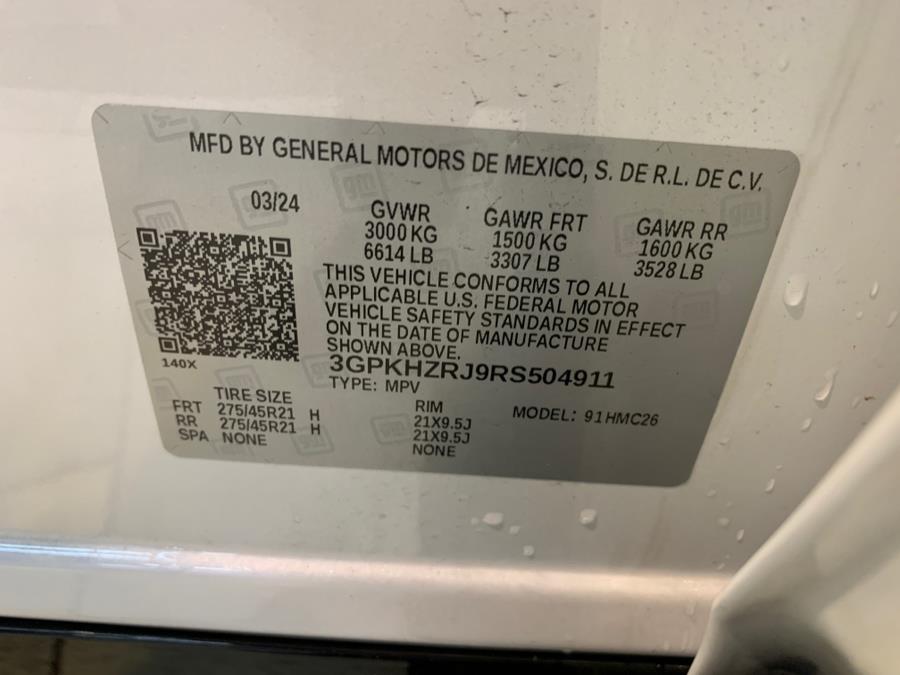 MFD BY GENERAL MOTORS DE MEXICO, S. DE R.L. DE C.V.
03/24
GVWR GAWR FRT GAWR RR
3000 KG 1500 KG 1600 KG
6614 LB 3307 LB 3528 LB
THIS VEHICLE CONFORMS TO ALL
APPLICABLE U.S. FEDERAL MOTOR
VEHICLE SAFETY STANDARDS IN EFFECT
ON THE DATE OF MANUFACTURE
SHOWN ABOVE.
140X
3GPKHZRJ9RS504911
TYPE: MPV
TIRE SIZE RIM MODEL: 91HMC26
FRT 275/45R21 H 21X9.5J
RR 275/45R21 H 21X9.5J
SPA NONE NONE